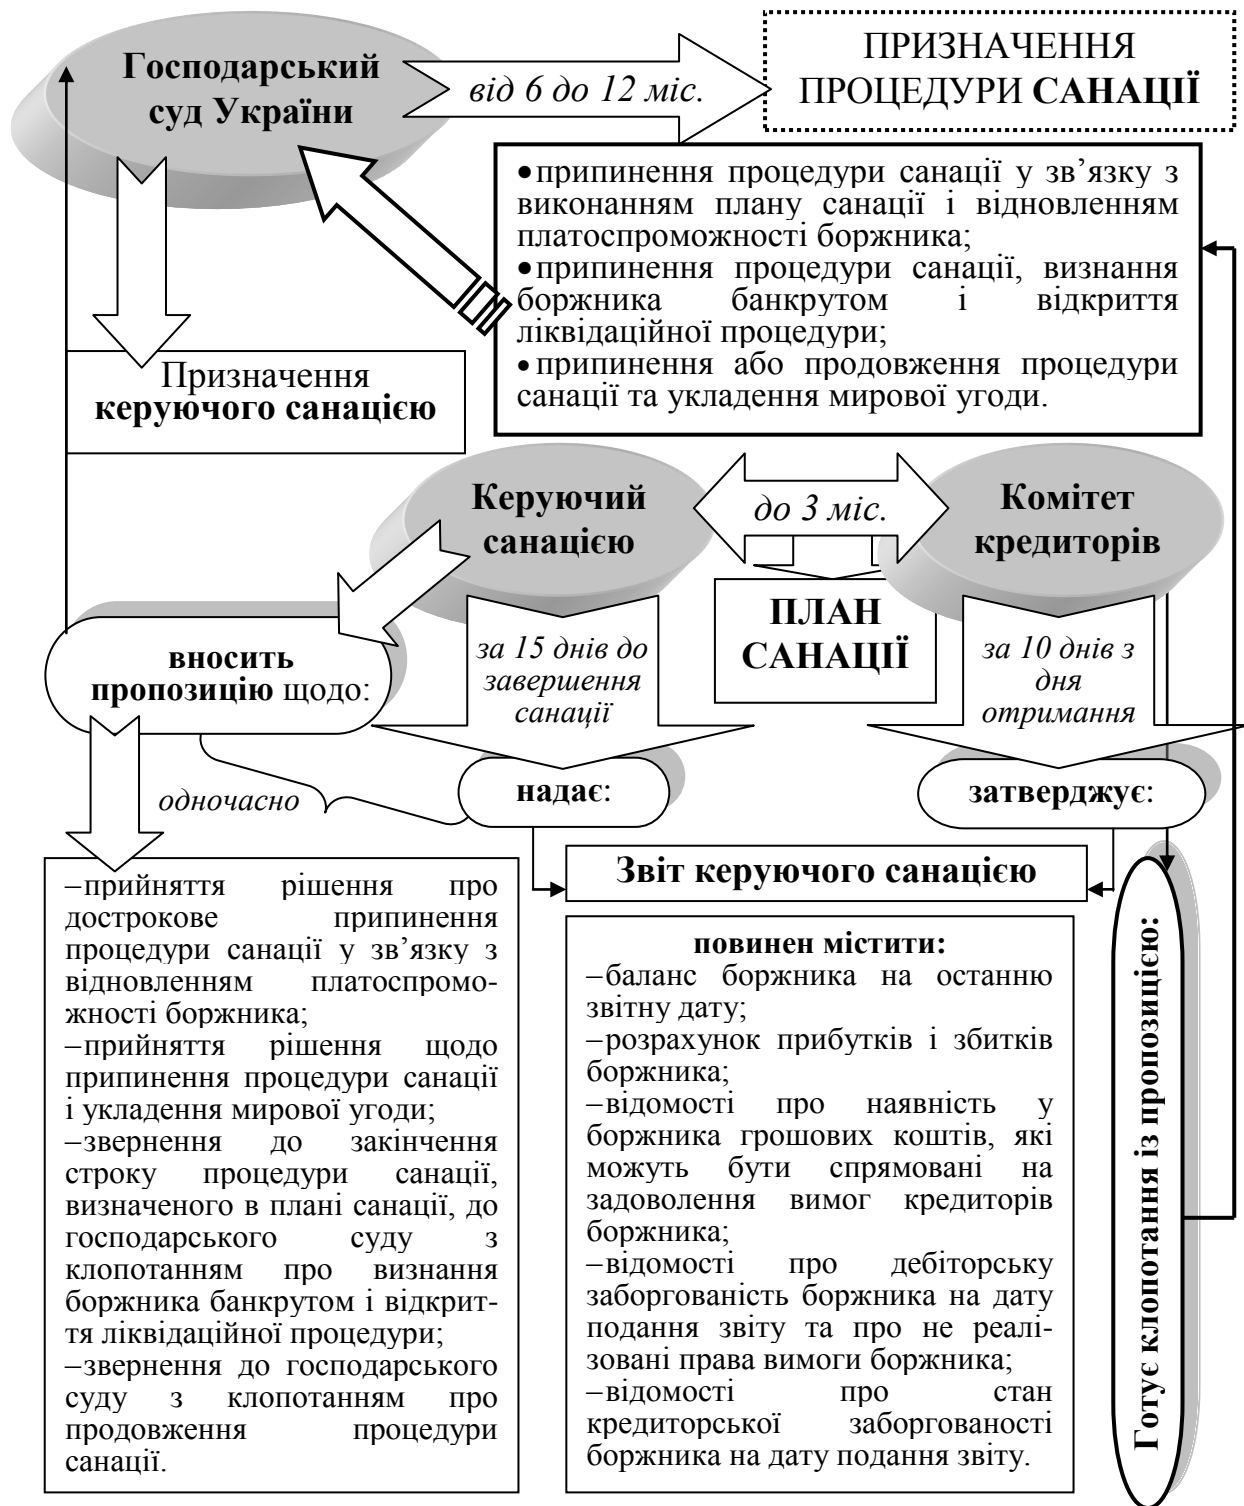 Господарський
суд України
від 6 до 12 міс.
ПРИЗНАЧЕННЯ
ПРОЦЕДУРИ САНАЦІЇ
•припинення процедури санації у зв’язку з
виконанням плану санації і відновленням
платоспроможності боржника;
•припинення процедури санації, визнання
боржника банкрутом і відкриття
ліквідаційної процедури;
•припинення або продовження процедури
санації та укладення мирової угоди.
Призначення
керуючого санацією
Керуючий
санацією
до 3 міс.
Комітет
кредиторів
ПЛАН
САНАЦІЇ
вносить
пропозицію щодо:
за 15 днів до
завершення
санації
за 10 днів з
дня
отримання
одночасно
надає:
затверджує:
Звіт керуючого санацією
–прийняття рішення про
дострокове припинення
процедури санації у зв’язку з
відновленням платоспромо-
жності боржника;
–прийняття рішення щодо
припинення процедури санації
і укладення мирової угоди;
–звернення до закінчення
строку процедури санації,
визначеного в плані санації, до
господарського суду з
клопотанням про визнання
боржника банкрутом і відкрит-
тя ліквідаційної процедури;
–звернення до господарського
суду з клопотанням про
продовження процедури
санації.
повинен містити:
–баланс боржника на останню
звітну дату;
–розрахунок прибутків і збитків
боржника;
–відомості про наявність у
боржника грошових коштів, які
можуть бути спрямовані на
задоволення вимог кредиторів
боржника;
–відомості про дебіторську
заборгованість боржника на дату
подання звіту та про не реалі-
зовані права вимоги боржника;
–відомості про стан
кредиторської заборгованості
боржника на дату подання звіту.
Готує клопотання із пропозицією: